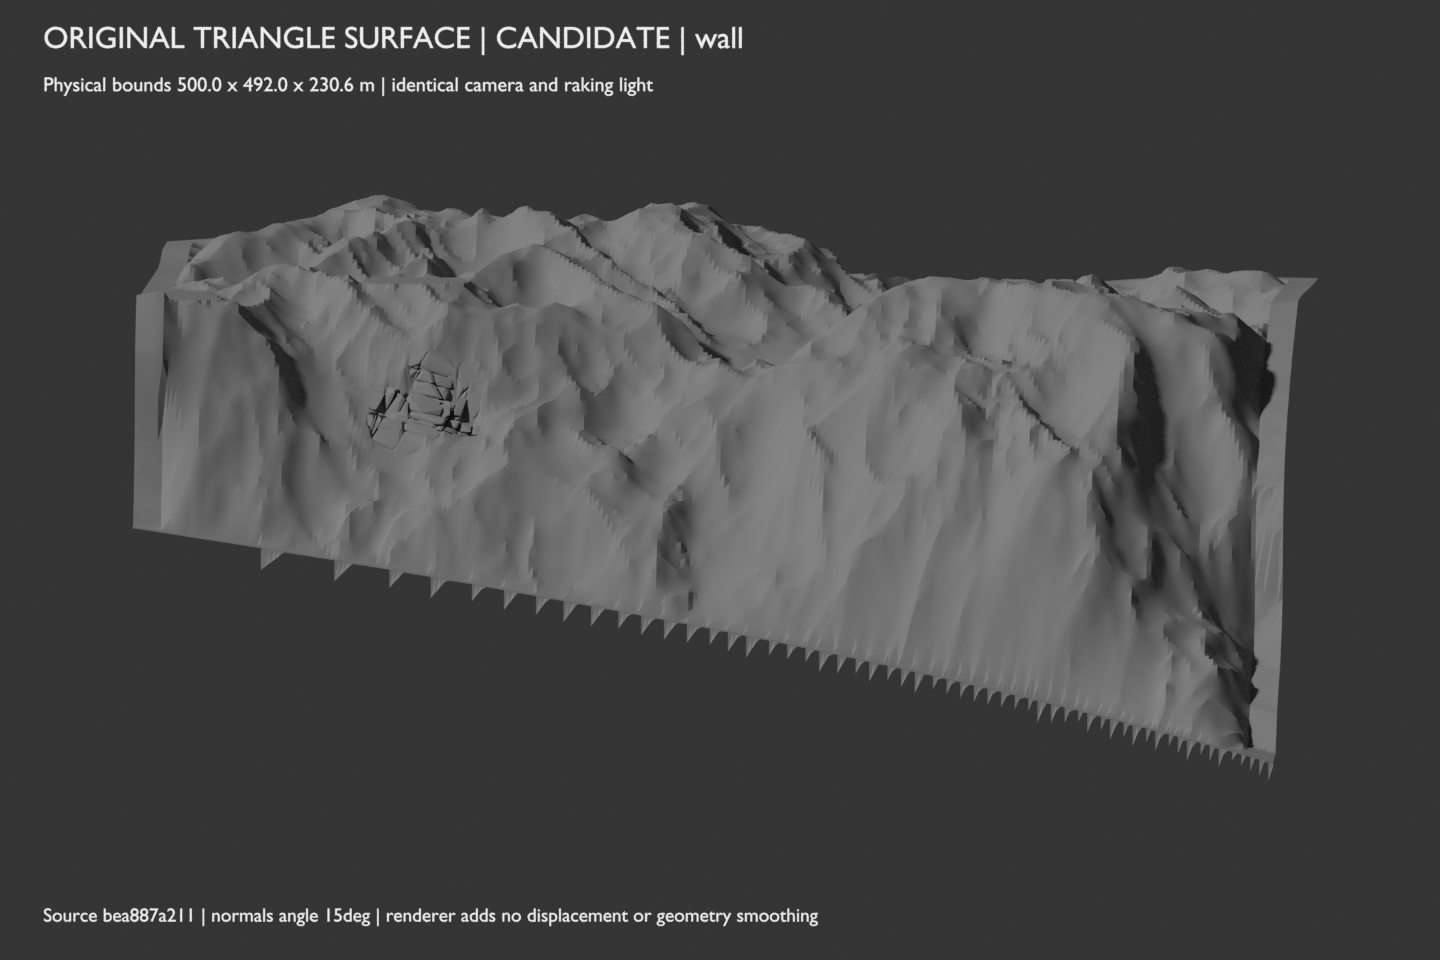 ORIGINAL TRIANGLE SURFACE | CANDIDATE | wall
Physical bounds 500.0 x 492.0 x 230.6 m | identical camera and raking light
Source bea887a211 | normals angle 15deg | renderer adds no displacement or geometry smoothing